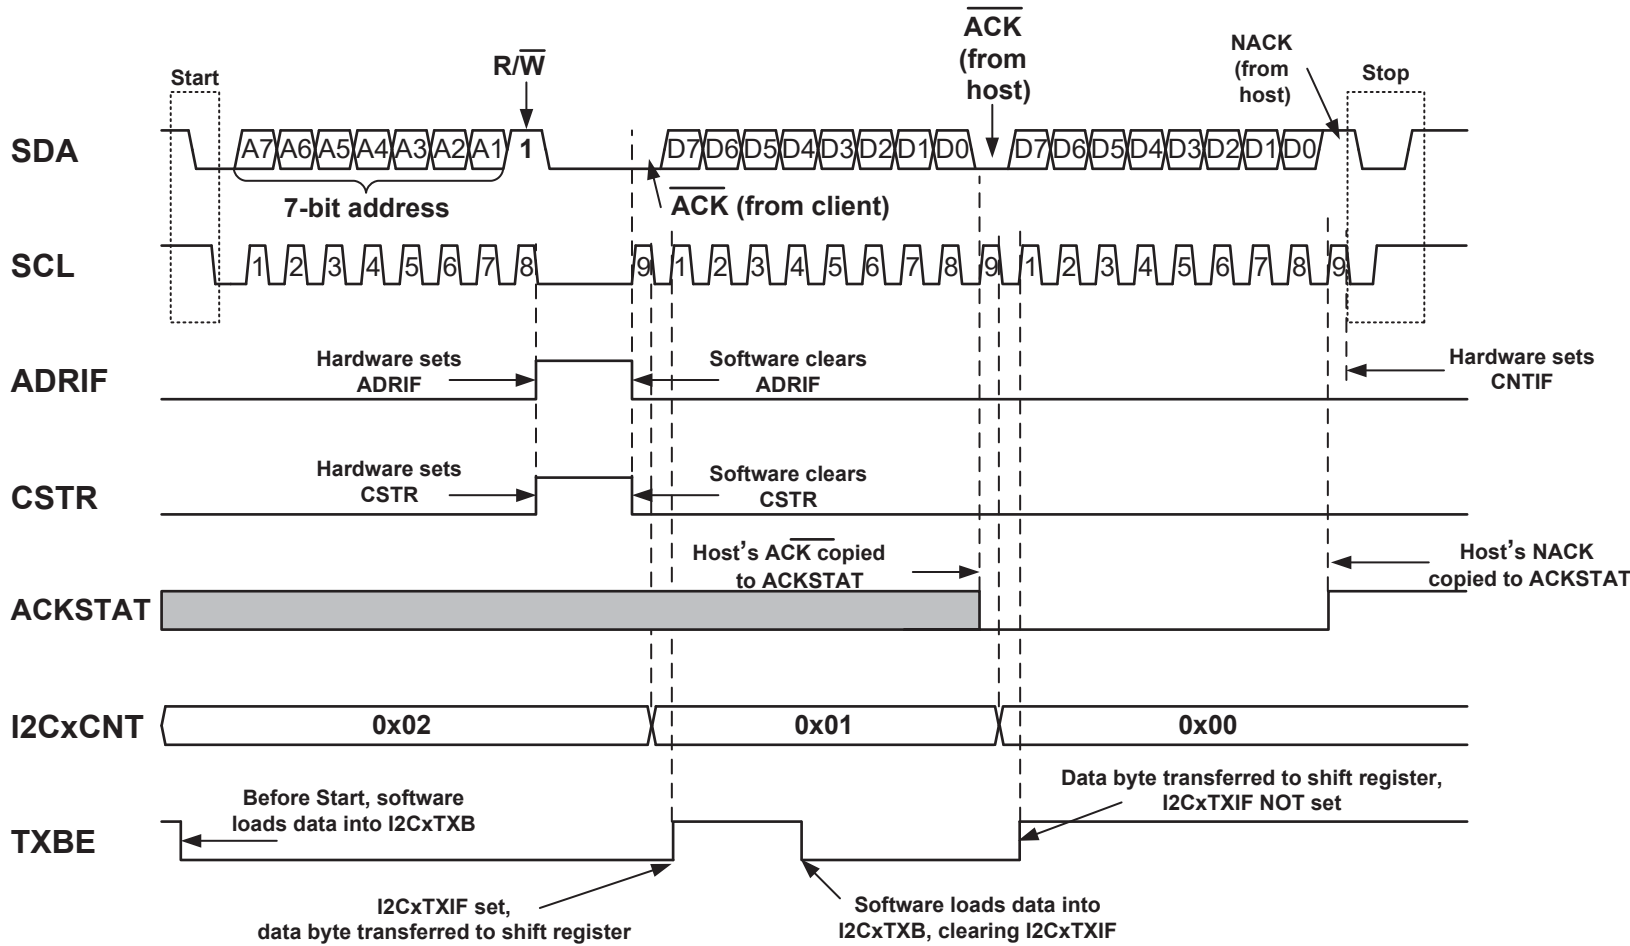 ACK
(from
host)
NACK
(from
host)
R/W
Start
Stop
SDA
A7 A6 A5 A4 A3 A2 A1 1 D7 D6 D5 D4 D3 D2 D1 D0 D7 D6 D5 D4 D3 D2 D1 D0
7-bit address
ACK (from client)
SCL
1 2 3 4 5 6 7 8 9 1 2 3 4 5 6 7 8 9 1 2 3 4 5 6 7 8 9
ADRIF
Hardware sets
ADRIF
Software clears
ADRIF
Hardware sets
CNTIF
CSTR
Hardware sets
CSTR
Software clears
CSTR
Host's ACK copied
to ACKSTAT
Host's NACK
copied to ACKSTAT
ACKSTAT
I2CxCNT
0x02 0x01 0x00
TXBE
Before Start, software
loads data into I2CxTXB
Data byte transferred to shift register,
I2CxTXIF NOT set
I2CxTXIF set,
data byte transferred to shift register
Software loads data into
I2CxTXB, clearing I2CxTXIF